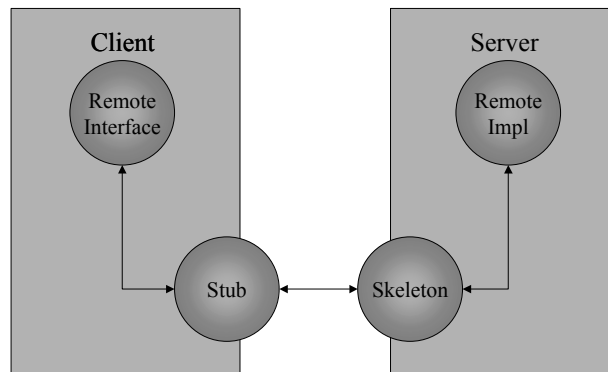 Client
Server
Remote
Interface
Remote
Impl
Stub
Skeleton